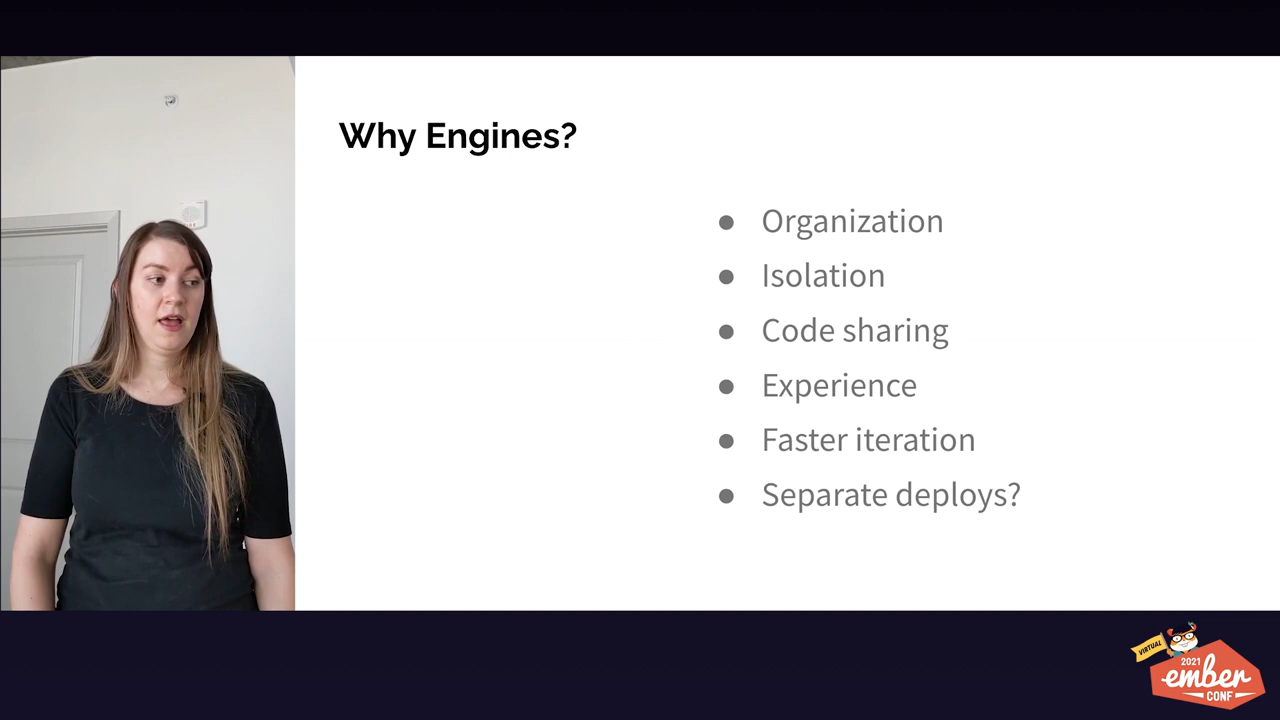 Why Engines?
● Organization
● Isolation
● Code sharing
● Experience
● Faster iteration
● Separate deploys?
VIRTUAL
2021
ember
CONF